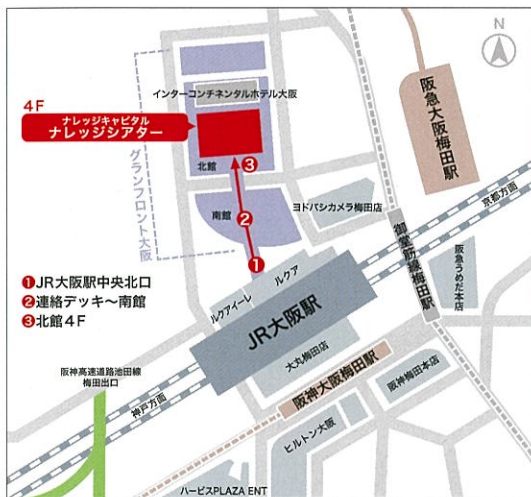 N
インターコンチネンタルホテル大阪
4F
ナレッジキャピタル
ナレッジシアター
グランフロント大阪
北館
❸
南館
❷
❶
阪急大阪梅田駅
ヨドバシカメラ梅田店
京都方面
御堂筋線梅田駅
阪急うめだ本店
ルクア
ルクアイーレ
JR大阪駅
❶JR大阪駅中央北口
❷連絡デッキ〜南館
❸北館4F
大丸梅田店
阪神高速道路池田線
梅田出口
神戸方面
阪神大阪梅田駅
阪神梅田本店
ヒルトン大阪
ハービスPLAZA ENT